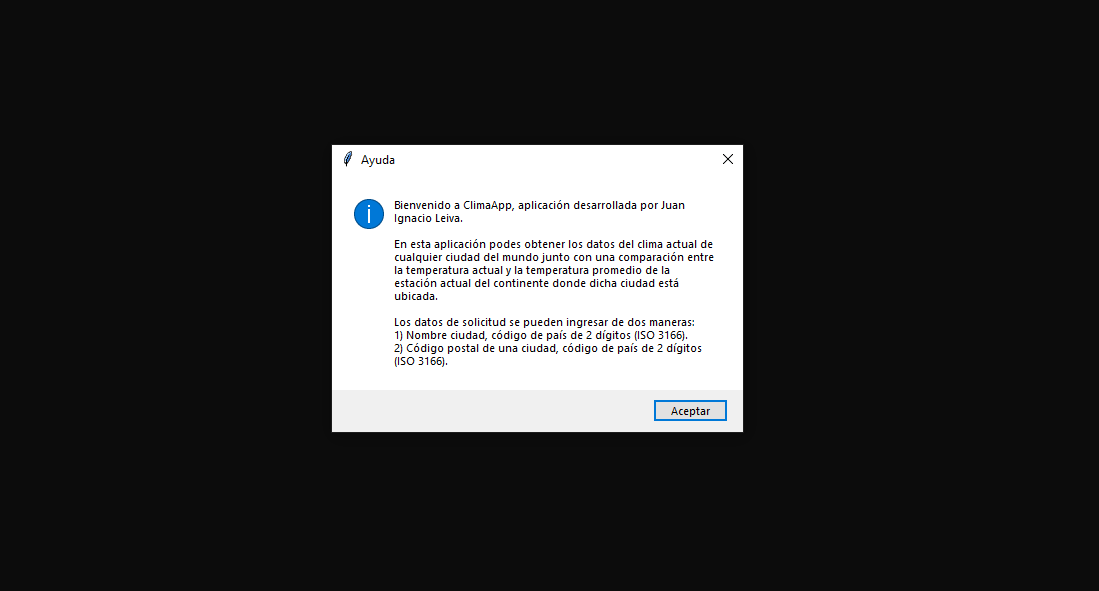 Ayuda
Bienvenido a ClimaApp, aplicación desarrollada por Juan
Ignacio Leiva.
En esta aplicación podes obtener los datos del clima actual de
cualquier ciudad del mundo junto con una comparación entre
la temperatura actual y la temperatura promedio de la
estación actual del continente donde dicha ciudad está
ubicada.
Los datos de solicitud se pueden ingresar de dos maneras:
1) Nombre ciudad, código de país de 2 dígitos (ISO 3166).
2) Código postal de una ciudad, código de país de 2 dígitos
(ISO 3166).
Aceptar